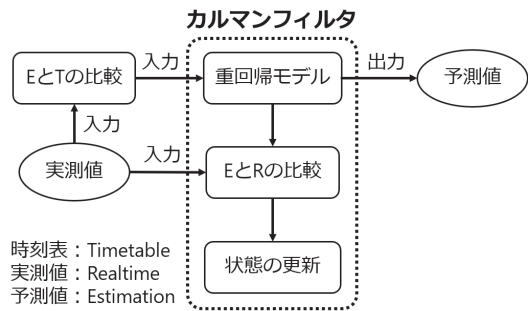 カルマンフィルタ
EとTの比較
入力
重回帰モデル
出力
予測値
入力
実測値
入力
EとRの比較
状態の更新
時刻表：Timetable
実測値：Realtime
予測値：Estimation